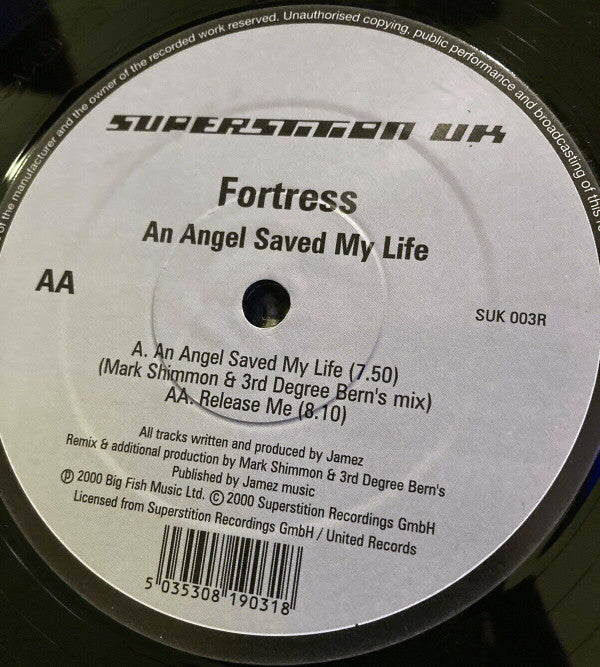 of the manufacturer and the owner of the recorded work reserved. Unauthorised copying, public performance and broadcasting of this
SUPERSTITION UK
Fortress
An Angel Saved My Life
AA
SUK 003R
A. An Angel Saved My Life (7.50)
(Mark Shimmon & 3rd Degree Bern's mix)
AA. Release Me (8.10)
All tracks written and produced by Jamez
Remix & additional production by Mark Shimmon & 3rd Degree Bern's
Published by Jamez music
℗ 2000 Big Fish Music Ltd. © 2000 Superstition Recordings GmbH
Licensed from Superstition Recordings GmbH / United Records
5 035308 190318